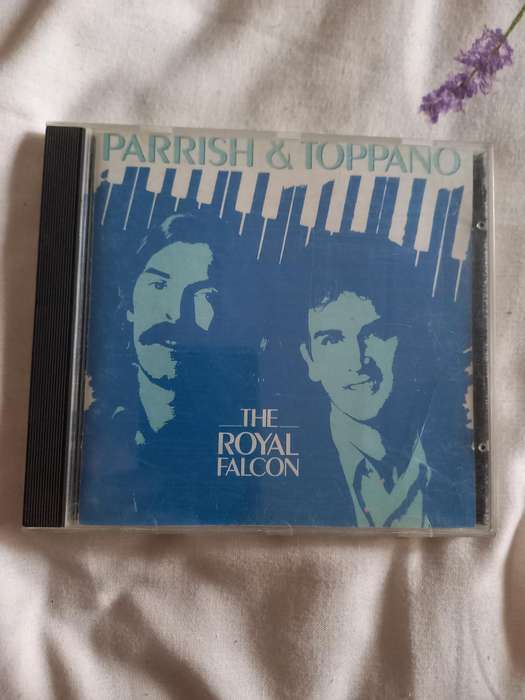 PARRISH & TOPPANO
THE
ROYAL
FALCON